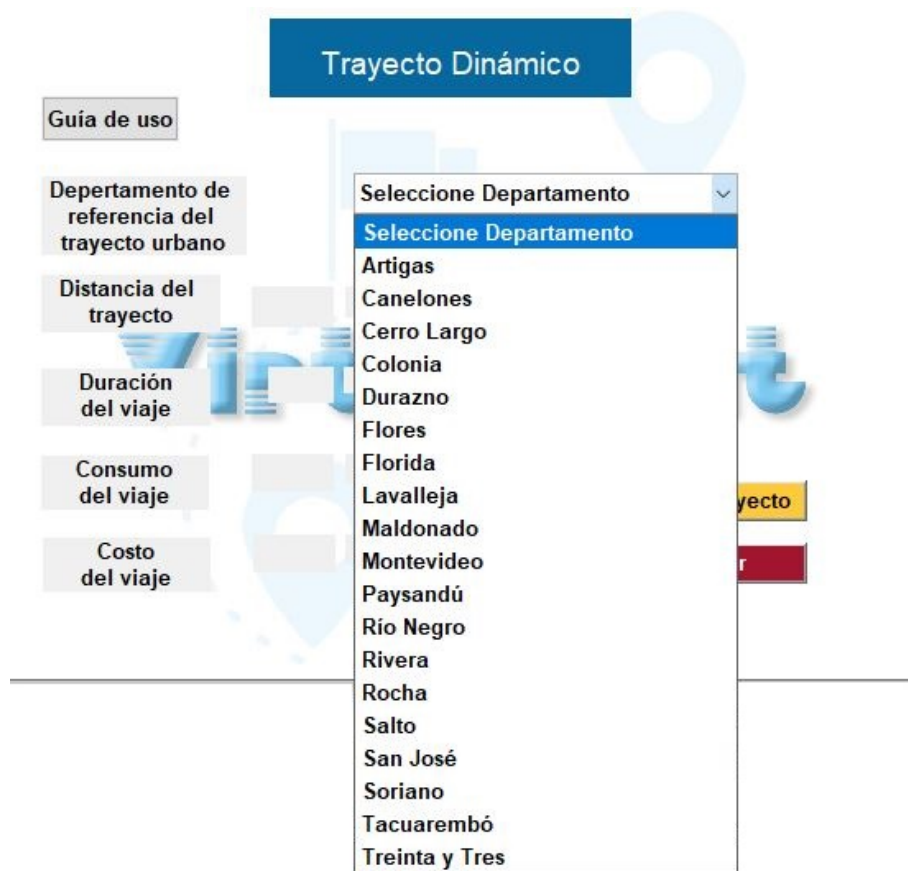 Trayecto Dinámico
Guía de uso
Depertamento de
referencia del
trayecto urbano
Seleccione Departamento
Seleccione Departamento
Artigas
Canelones
Cerro Largo
Colonia
Durazno
Flores
Florida
Lavalleja
Maldonado
Montevideo
Paysandú
Río Negro
Rivera
Rocha
Salto
San José
Soriano
Tacuarembó
Treinta y Tres
Distancia del
trayecto
Duración
del viaje
Consumo
del viaje
Costo
del viaje
yecto
r